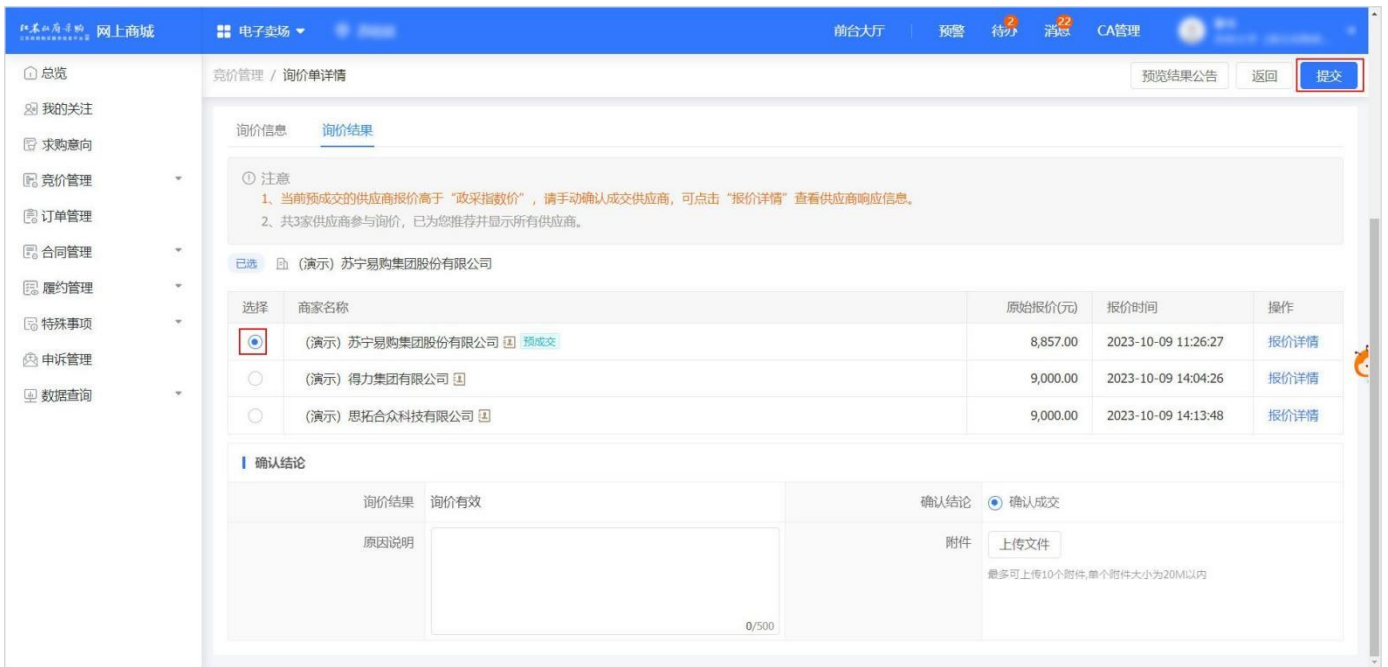 网上商城
电子卖场
前台大厅 预警 待办 2 消息 22 CA管理
总览
我的关注
求购意向
竞价管理
订单管理
合同管理
履约管理
特殊事项
申诉管理
数据查询
竞价管理 / 询价单详情
预览结果公告 返回 提交
询价信息 询价结果
注意
1、当前预成交的供应商报价高于“政采指数价”，请手动确认成交供应商，可点击“报价详情”查看供应商响应信息。
2、共3家供应商参与询价，已为您推荐并显示所有供应商。
已选 (演示) 苏宁易购集团股份有限公司
选择 商家名称 原始报价(元) 报价时间 操作
(演示) 苏宁易购集团股份有限公司 预成交 8,857.00 2023-10-09 11:26:27 报价详情
(演示) 得力集团有限公司 9,000.00 2023-10-09 14:04:26 报价详情
(演示) 思拓合众科技有限公司 9,000.00 2023-10-09 14:13:48 报价详情
确认结论
询价结果 询价有效 确认结论 确认成交
原因说明 附件 上传文件
最多可上传10个附件,单个附件大小为20M以内
0/500